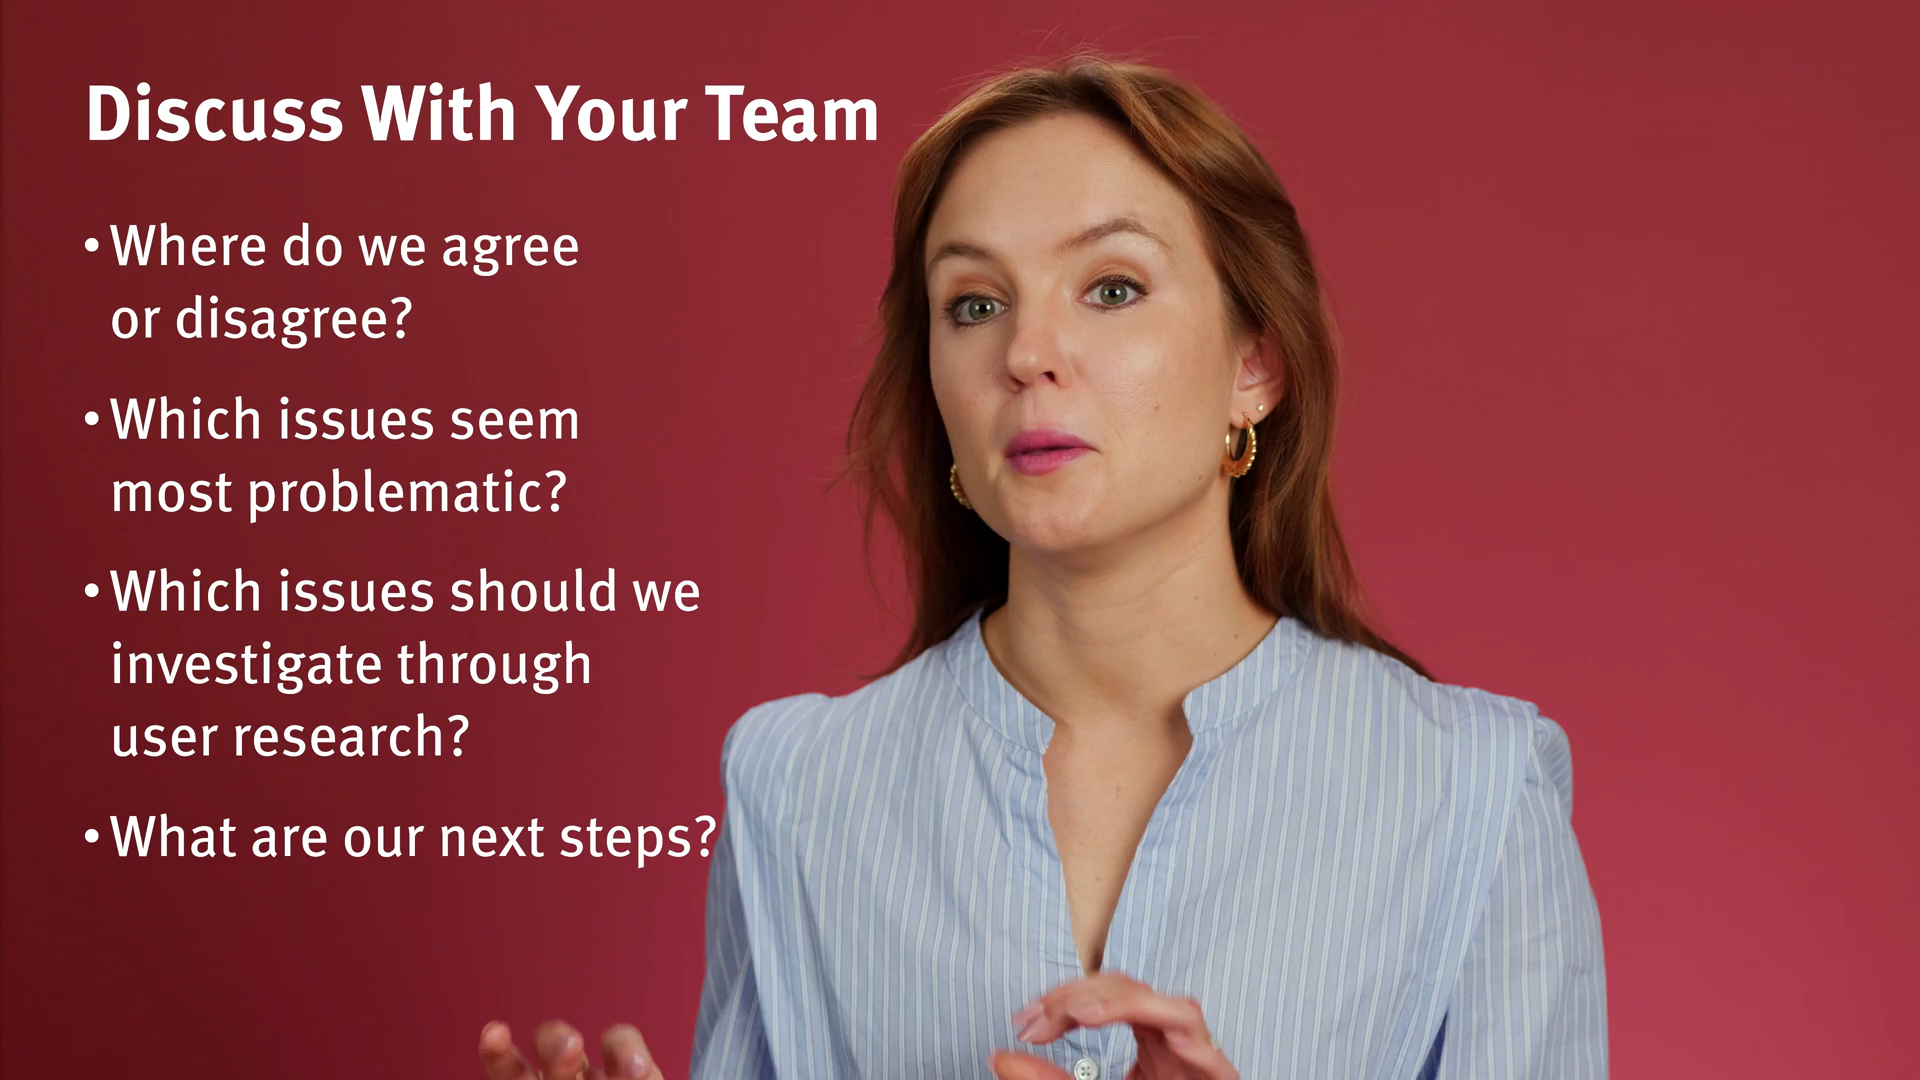 Discuss With Your Team
• Where do we agree
or disagree?
• Which issues seem
most problematic?
• Which issues should we
investigate through
user research?
• What are our next steps?